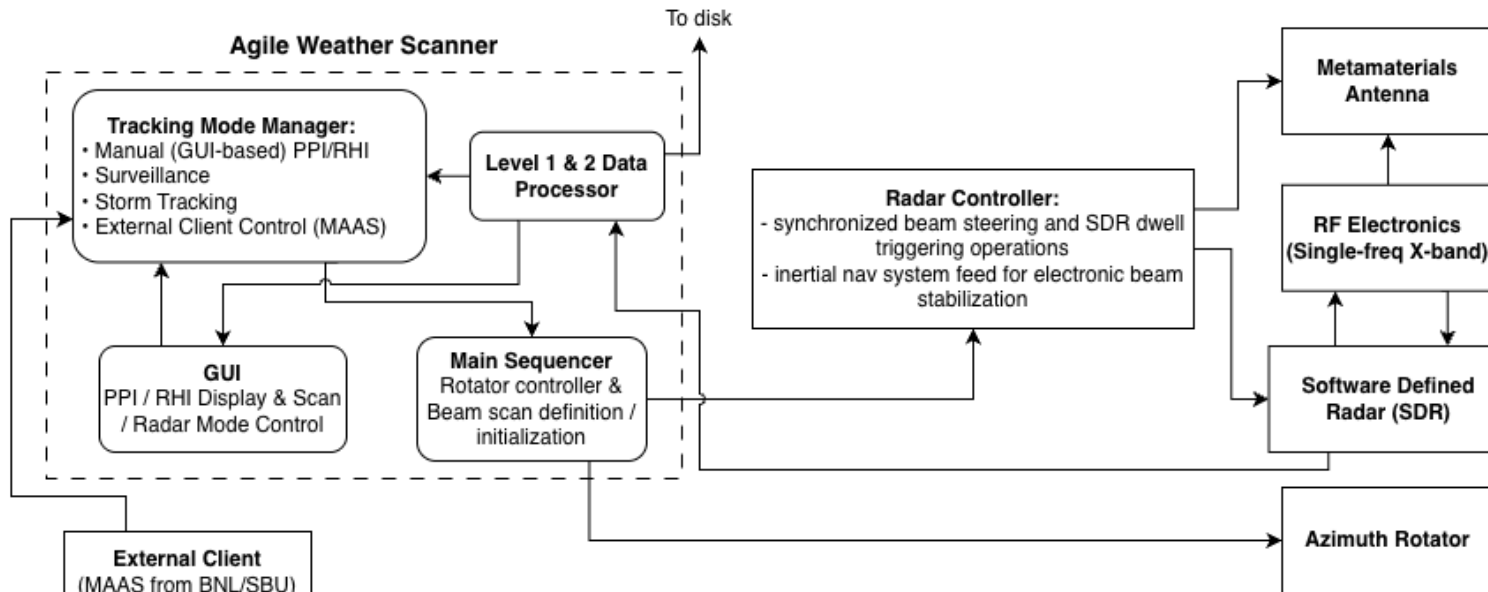 To disk
Agile Weather Scanner
Tracking Mode Manager:
• Manual (GUI-based) PPI/RHI
• Surveillance
• Storm Tracking
• External Client Control (MAAS)
Level 1 & 2 Data
Processor
GUI
PPI / RHI Display & Scan
/ Radar Mode Control
Main Sequencer
Rotator controller &
Beam scan definition /
initialization
External Client
(MAAS from BNL/SBU)
Radar Controller:
- synchronized beam steering and SDR dwell
triggering operations
- inertial nav system feed for electronic beam
stabilization
Metamaterials
Antenna
RF Electronics
(Single-freq X-band)
Software Defined
Radar (SDR)
Azimuth Rotator